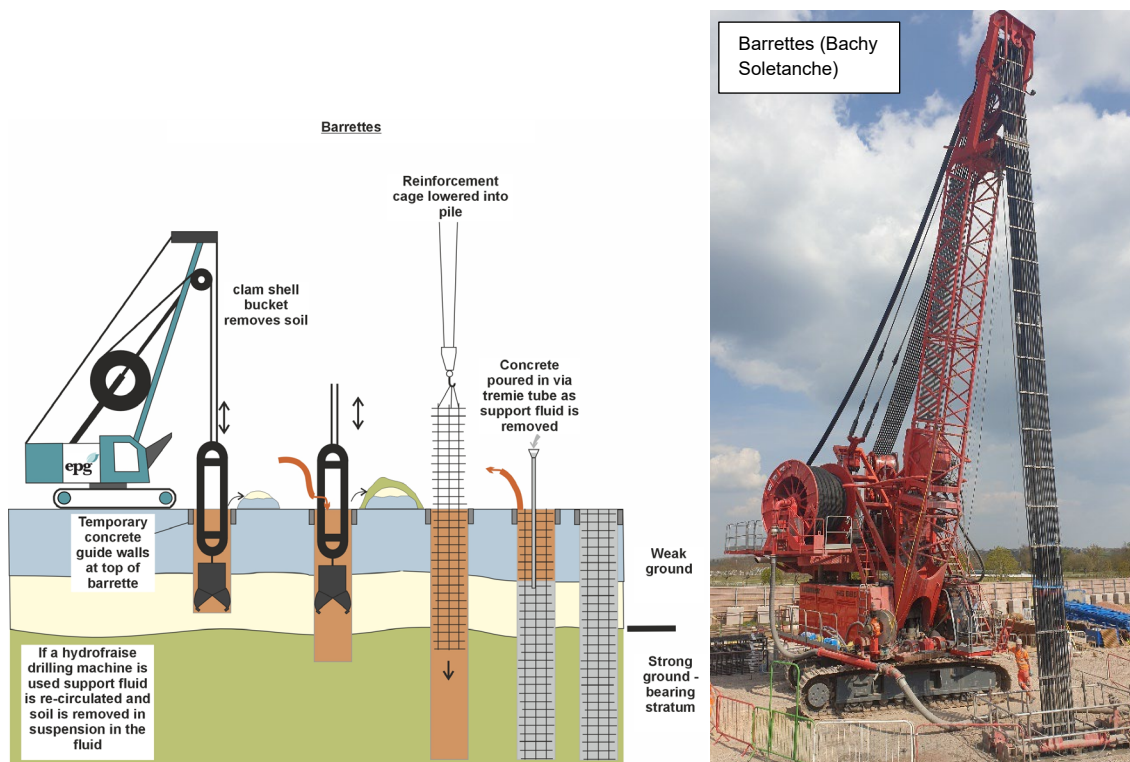 Barrettes
Reinforcement
cage lowered into
pile
clam shell
bucket
removes soil
Concrete
poured in via
tremie tube as
support fluid is
removed
epg
Temporary
concrete
guide walls
at top of
barrette
Weak
ground
If a hydrofraise
drilling machine is
used support fluid
is re-circulated and
soil is removed in
suspension in the
fluid
Strong
ground -
bearing
stratum
Barrettes (Bachy
Soletanche)